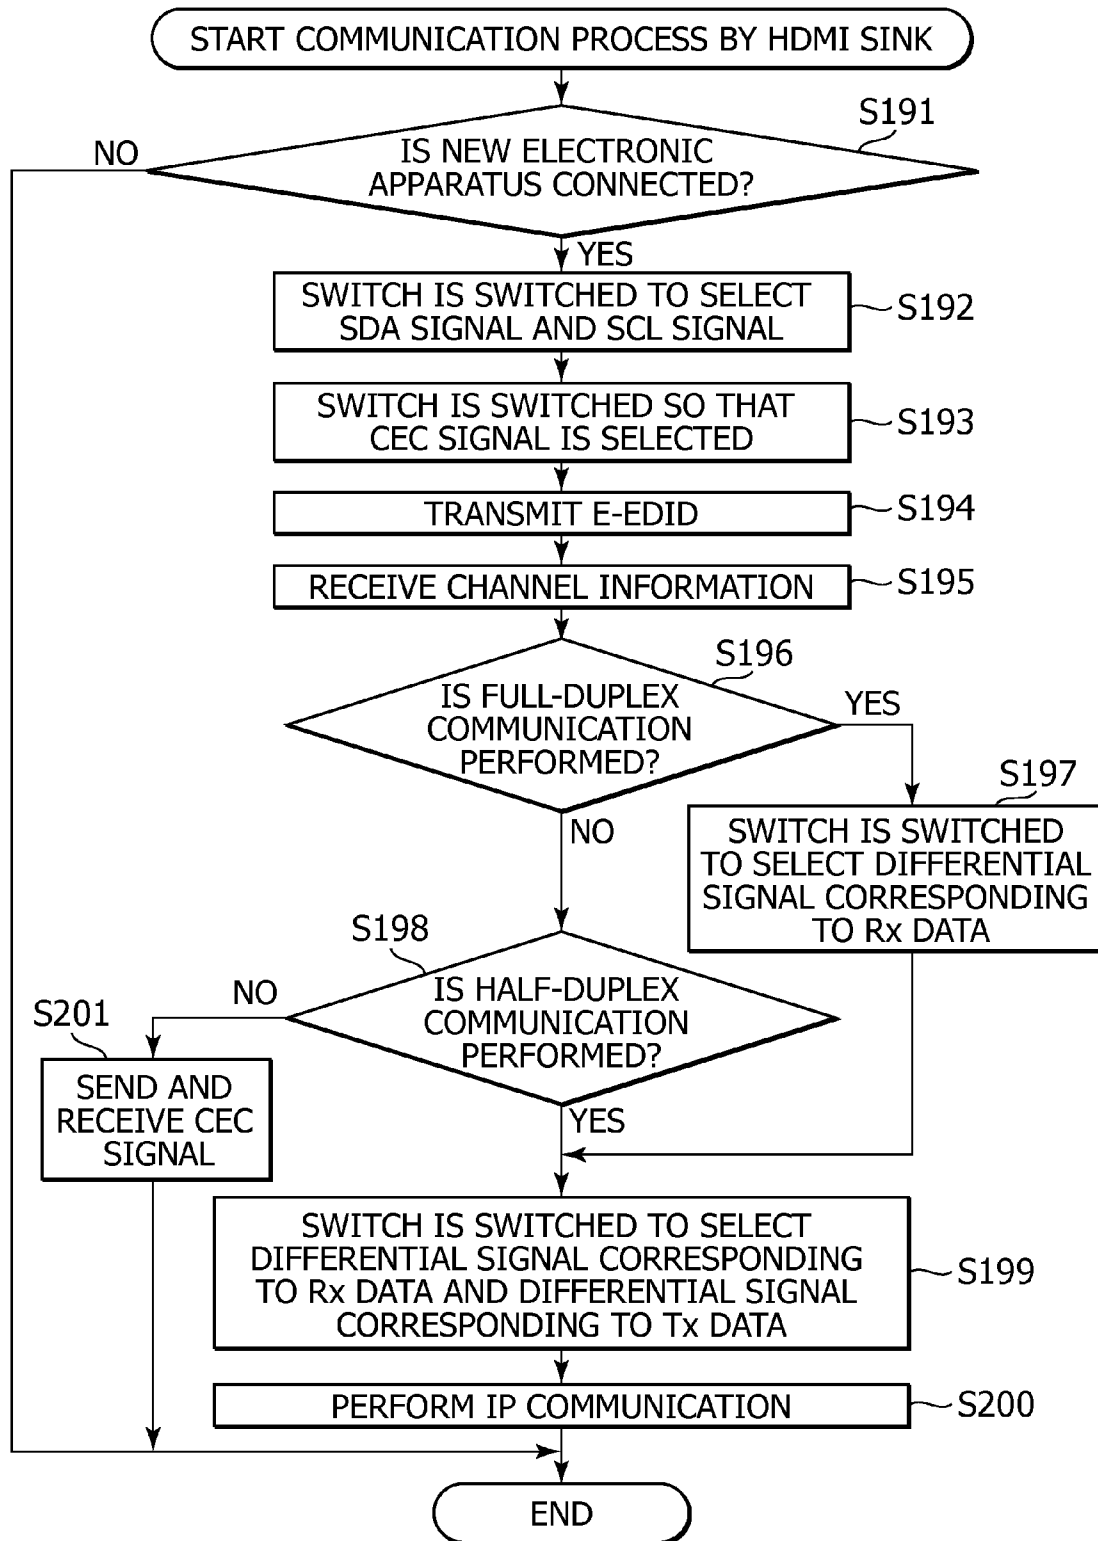 START COMMUNICATION PROCESS BY HDMI SINK
S191
NO
IS NEW ELECTRONIC
APPARATUS CONNECTED?
YES
SWITCH IS SWITCHED TO SELECT
SDA SIGNAL AND SCL SIGNAL
S192
SWITCH IS SWITCHED SO THAT
CEC SIGNAL IS SELECTED
S193
TRANSMIT E-EDID
S194
RECEIVE CHANNEL INFORMATION
S195
S196
IS FULL-DUPLEX
COMMUNICATION
PERFORMED?
YES
NO
S197
SWITCH IS SWITCHED
TO SELECT DIFFERENTIAL
SIGNAL CORRESPONDING
TO Rx DATA
S198
IS HALF-DUPLEX
COMMUNICATION
PERFORMED?
NO
YES
S201
SEND AND
RECEIVE CEC
SIGNAL
SWITCH IS SWITCHED TO SELECT
DIFFERENTIAL SIGNAL CORRESPONDING
TO Rx DATA AND DIFFERENTIAL SIGNAL
CORRESPONDING TO Tx DATA
S199
PERFORM IP COMMUNICATION
S200
END